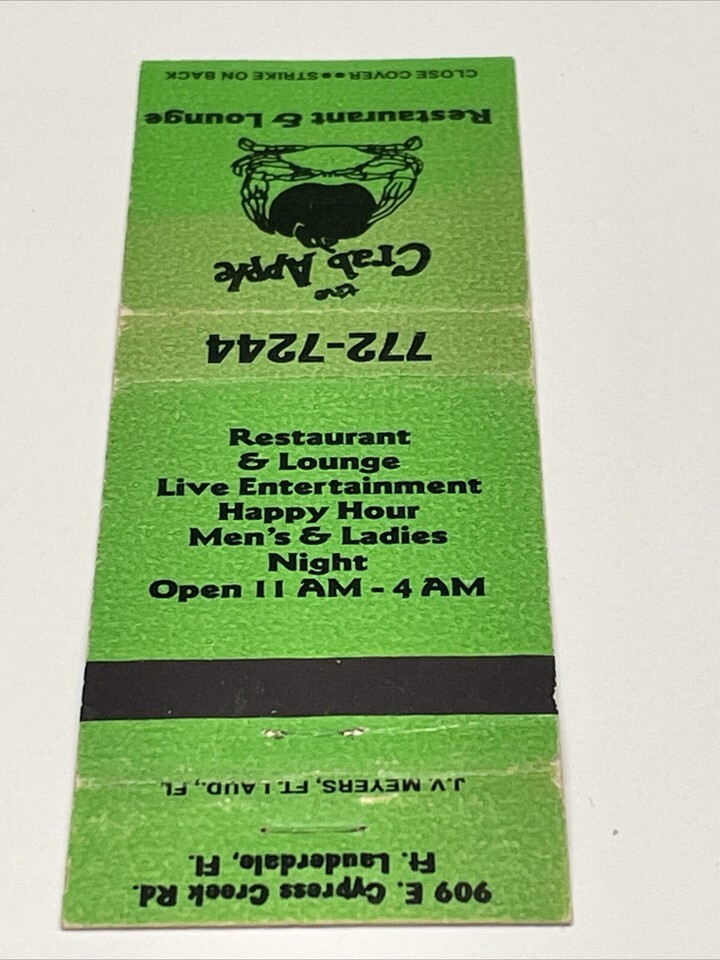 CLOSE COVER••STRIKE ON BACK
Restaurant & Lounge
the
Crab Apple
772-7244
Restaurant
& Lounge
Live Entertainment
Happy Hour
Men's & Ladies
Night
Open 11 AM - 4 AM
J.V. MEYERS, FT. LAUD., FL
909 E. Cypress Creek Rd.
Ft. Lauderdale, Fl.